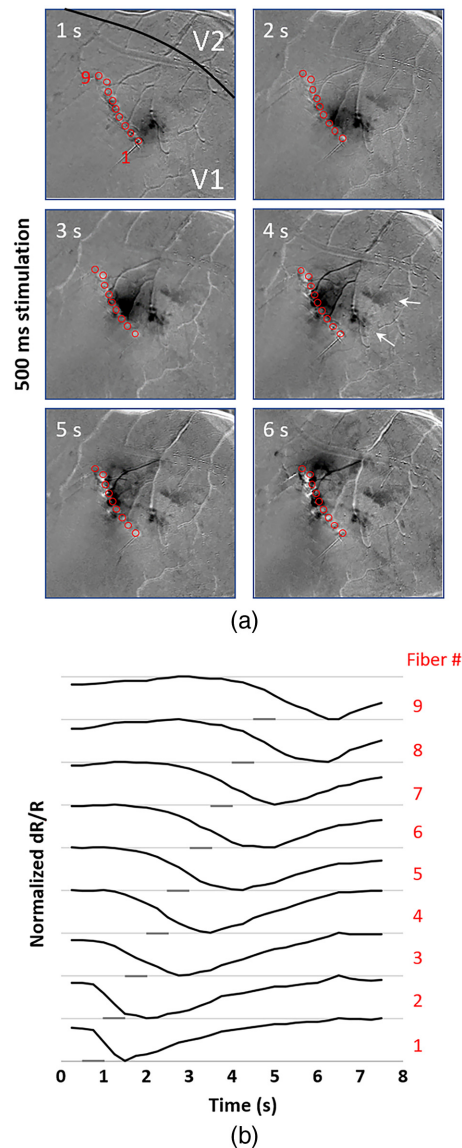 1 s
V2
9
1
V1
2 s
3 s
4 s
5 s
6 s
500 ms stimulation
(a)
Fiber #
9
8
7
6
5
4
3
2
1
Normalized dR/R
0 1 2 3 4 5 6 7 8
Time (s)
(b)